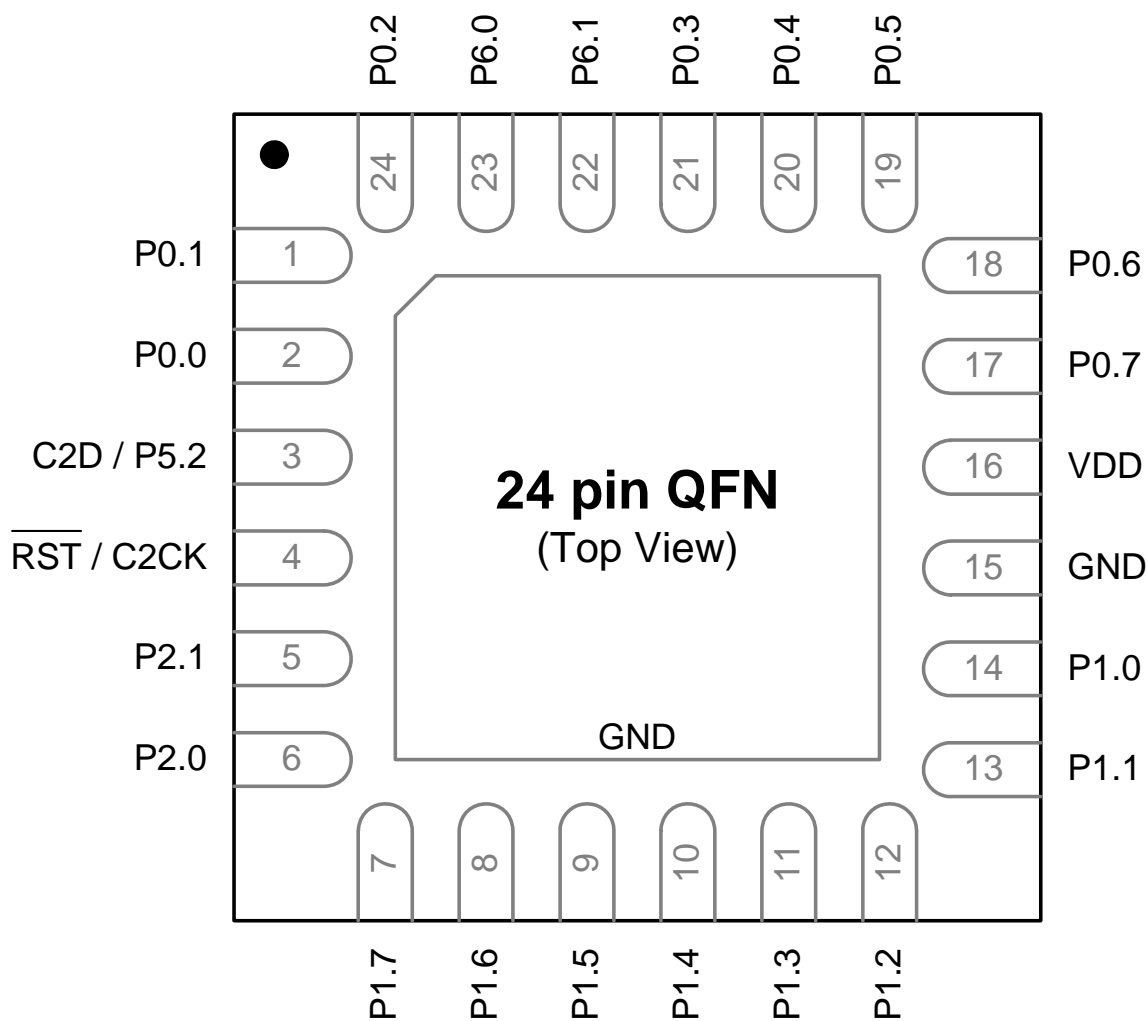 P0.2
P6.0
P6.1
P0.3
P0.4
P0.5
24
23
22
21
20
19
P0.1
1
18
P0.6
P0.0
2
17
P0.7
C2D / P5.2
3
16
VDD
24 pin QFN
(Top View)
RST / C2CK
4
15
GND
P2.1
5
14
P1.0
GND
P2.0
6
13
P1.1
7
8
9
10
11
12
P1.7
P1.6
P1.5
P1.4
P1.3
P1.2